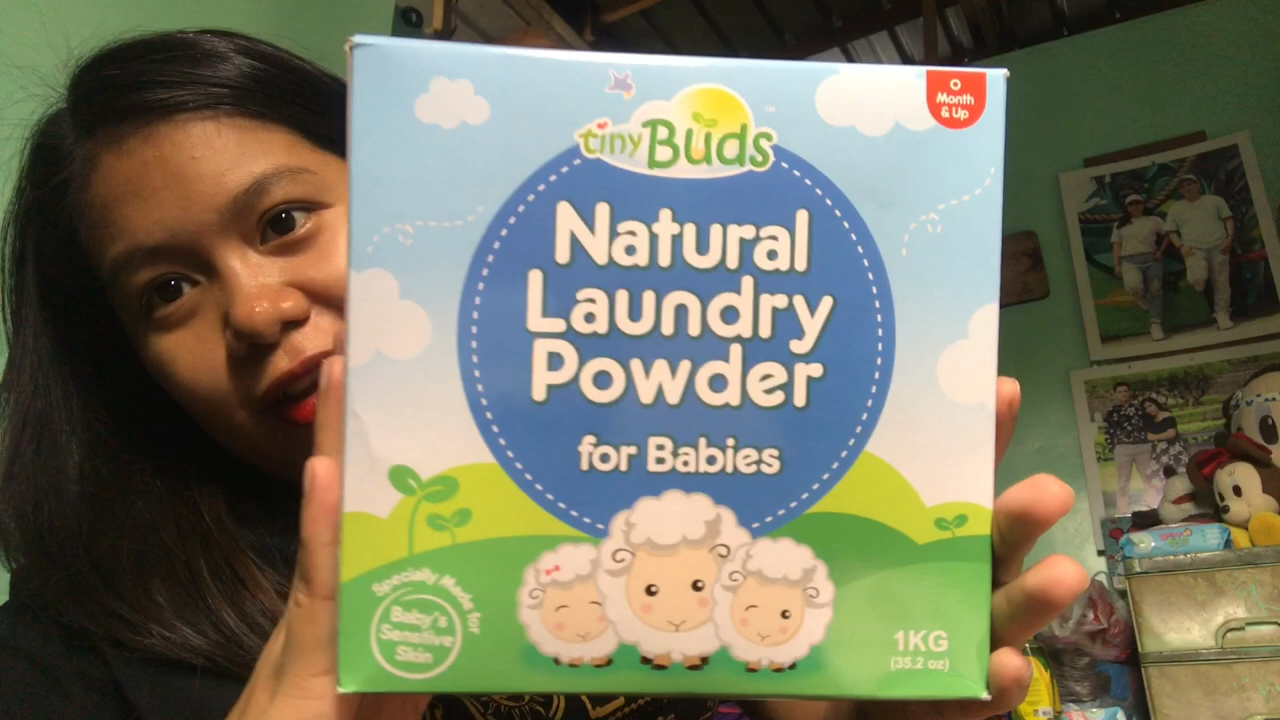 O
Month
& Up
tiny Buds
Natural
Laundry
Powder
for Babies
Specially Made for
Baby's
Sensitive
Skin
1KG
(35.2 oz)